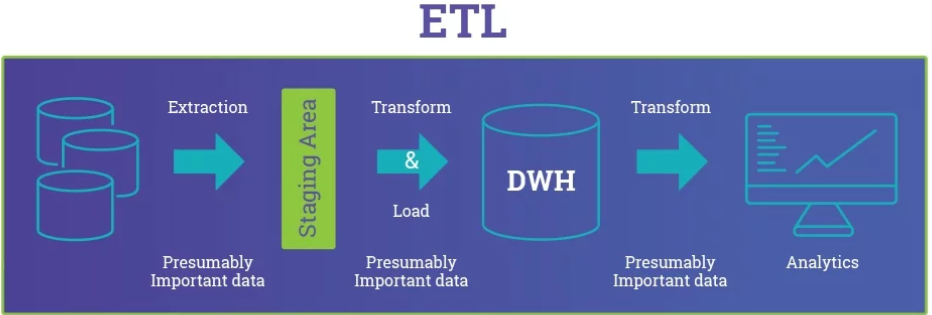 ETL
Extraction
Staging Area
Transform
&
Load
DWH
Transform
Presumably
Important data
Presumably
Important data
Presumably
Important data
Analytics